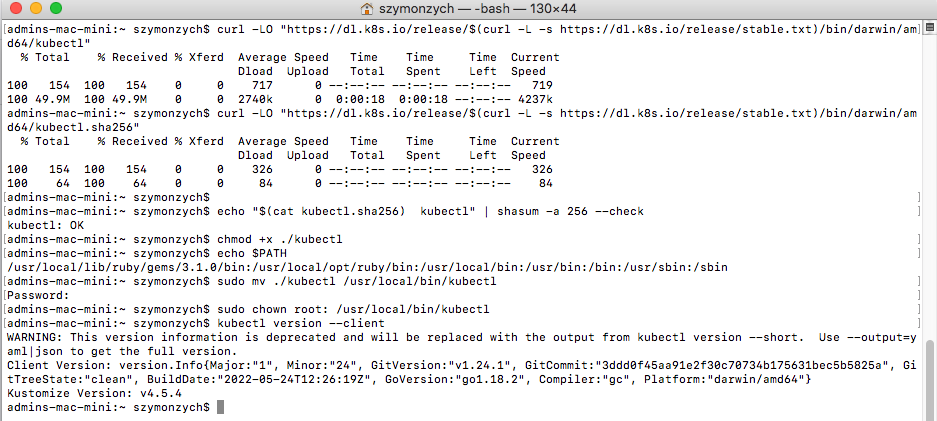 szymonzych — -bash — 130×44
[admins-mac-mini:~ szymonzych$ curl -LO "https://dl.k8s.io/release/$(curl -L -s https://dl.k8s.io/release/stable.txt)/bin/darwin/am]
md64/kubectl"
% Total % Received % Xferd Average Speed Time Time Time Current
Dload Upload Total Spent Left Speed
100 154 100 154 0 0 717 0 --:--:-- --:--:-- --:--:-- 719
100 49.9M 100 49.9M 0 0 2740k 0 0:00:18 0:00:18 --:--:-- 4237k
[admins-mac-mini:~ szymonzych$ curl -LO "https://dl.k8s.io/release/$(curl -L -s https://dl.k8s.io/release/stable.txt)/bin/darwin/am]
d64/kubectl.sha256"
% Total % Received % Xferd Average Speed Time Time Time Current
Dload Upload Total Spent Left Speed
100 154 100 154 0 0 326 0 --:--:-- --:--:-- --:--:-- 326
100 64 100 64 0 0 84 0 --:--:-- --:--:-- --:--:-- 84
[admins-mac-mini:~ szymonzych$ ]
[admins-mac-mini:~ szymonzych$ echo "$(cat kubectl.sha256)  kubectl" | shasum -a 256 --check ]
kubectl: OK
[admins-mac-mini:~ szymonzych$ chmod +x ./kubectl ]
[admins-mac-mini:~ szymonzych$ echo $PATH ]
/usr/local/lib/ruby/gems/3.1.0/bin:/usr/local/opt/ruby/bin:/usr/local/bin:/usr/bin:/bin:/usr/sbin:/sbin
[admins-mac-mini:~ szymonzych$ sudo mv ./kubectl /usr/local/bin/kubectl ]
[Password: ]
[admins-mac-mini:~ szymonzych$ sudo chown root: /usr/local/bin/kubectl ]
[admins-mac-mini:~ szymonzych$ kubectl version --client ]
WARNING: This version information is deprecated and will be replaced with the output from kubectl version --short.  Use --output=y
aml|json to get the full version.
Client Version: version.Info{Major:"1", Minor:"24", GitVersion:"v1.24.1", GitCommit:"3ddd0f45aa91e2f30c70734b175631bec5b5825a", Gi
tTreeState:"clean", BuildDate:"2022-05-24T12:26:19Z", GoVersion:"go1.18.2", Compiler:"gc", Platform:"darwin/amd64"}
Kustomize Version: v4.5.4
admins-mac-mini:~ szymonzych$